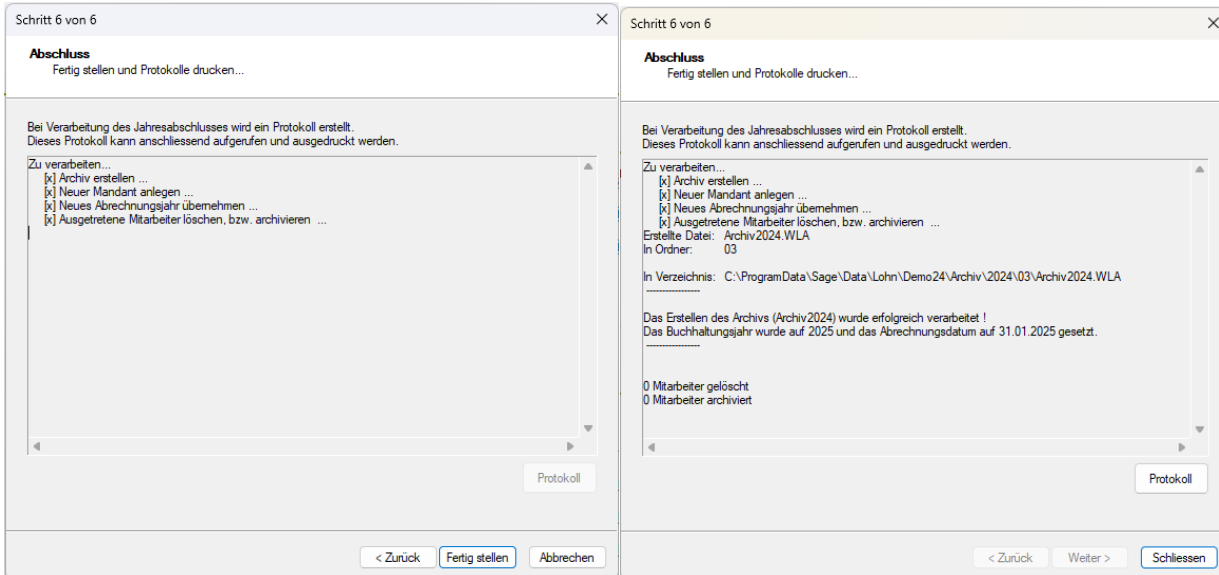 Schritt 6 von 6
Abschluss
Fertig stellen und Protokolle drucken...
Bei Verarbeitung des Jahresabschlusses wird ein Protokoll erstellt.
Dieses Protokoll kann anschliessend aufgerufen und ausgedruckt werden.
Zu verarbeiten...
[x] Archiv erstellen ...
[x] Neuer Mandant anlegen ...
[x] Neues Abrechnungsjahr übernehmen ...
[x] Ausgetretene Mitarbeiter löschen, bzw. archivieren ...
Protokoll
< Zurück
Fertig stellen
Abbrechen
Schritt 6 von 6
Abschluss
Fertig stellen und Protokolle drucken...
Bei Verarbeitung des Jahresabschlusses wird ein Protokoll erstellt.
Dieses Protokoll kann anschliessend aufgerufen und ausgedruckt werden.
Zu verarbeiten...
[x] Archiv erstellen ...
[x] Neuer Mandant anlegen ...
[x] Neues Abrechnungsjahr übernehmen ...
[x] Ausgetretene Mitarbeiter löschen, bzw. archivieren ...
Erstellte Datei: Archiv2024.WLA
In Ordner: 03
In Verzeichnis: C:\ProgramData\Sage\Data\Lohn\Demo24\Archiv\2024\03\Archiv2024.WLA
-----------------
Das Erstellen des Archivs (Archiv2024) wurde erfolgreich verarbeitet !
Das Buchhaltungsjahr wurde auf 2025 und das Abrechnungsdatum auf 31.01.2025 gesetzt.
-----------------
0 Mitarbeiter gelöscht
0 Mitarbeiter archiviert
Protokoll
< Zurück
Weiter >
Schliessen